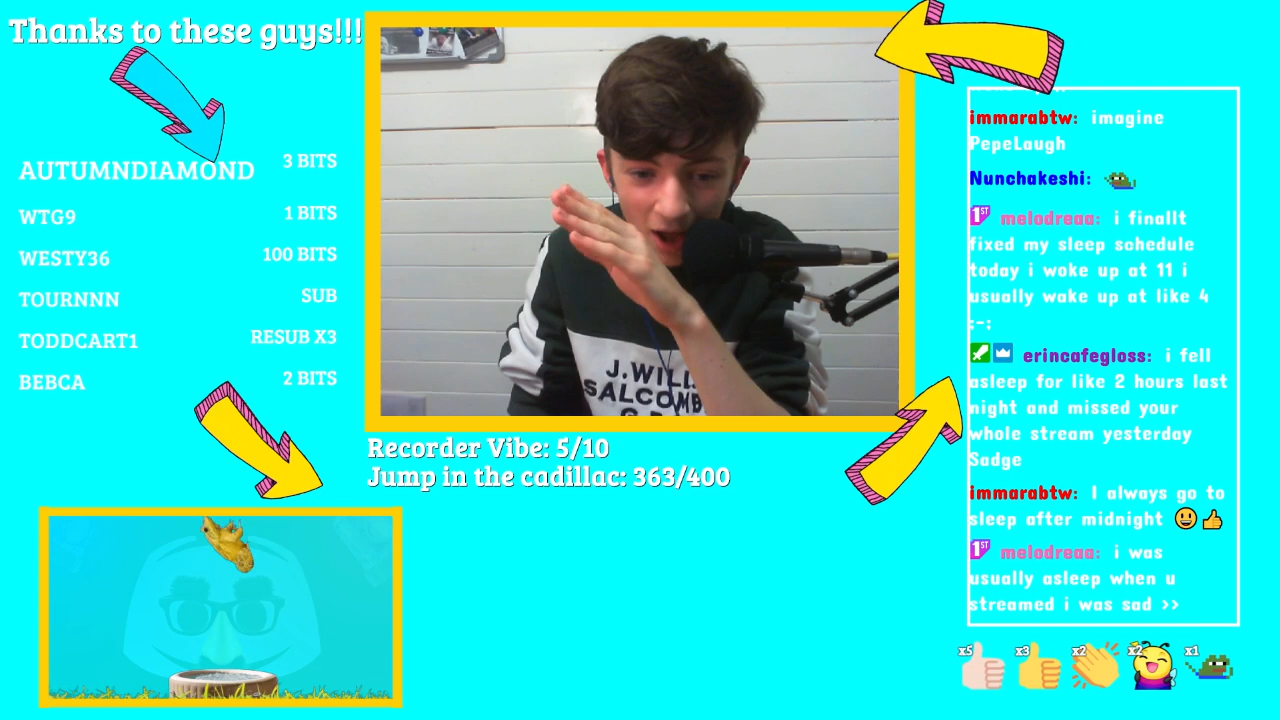 Thanks to these guys!!!
AUTUMNDIAMOND 3 BITS
WTG9 1 BITS
WESTY36 100 BITS
TOURNNN SUB
TODDCART1 RESUB X3
BEBCA 2 BITS
J.WILLS
SALCOMBE
Recorder Vibe: 5/10
Jump in the cadillac: 363/400
immarabtw: imagine
PepeLaugh
Nunchakeshi:
1ST melodreaa: i finallt
fixed my sleep schedule
today i woke up at 11 i
usually wake up at like 4
;-;
erincafegloss: i fell
asleep for like 2 hours last
night and missed your
whole stream yesterday
Sadge
immarabtw: I always go to
sleep after midnight 😃👍
1ST melodreaa: i was
usually asleep when u
streamed i was sad >>
x5 x3 x2 x2 x1